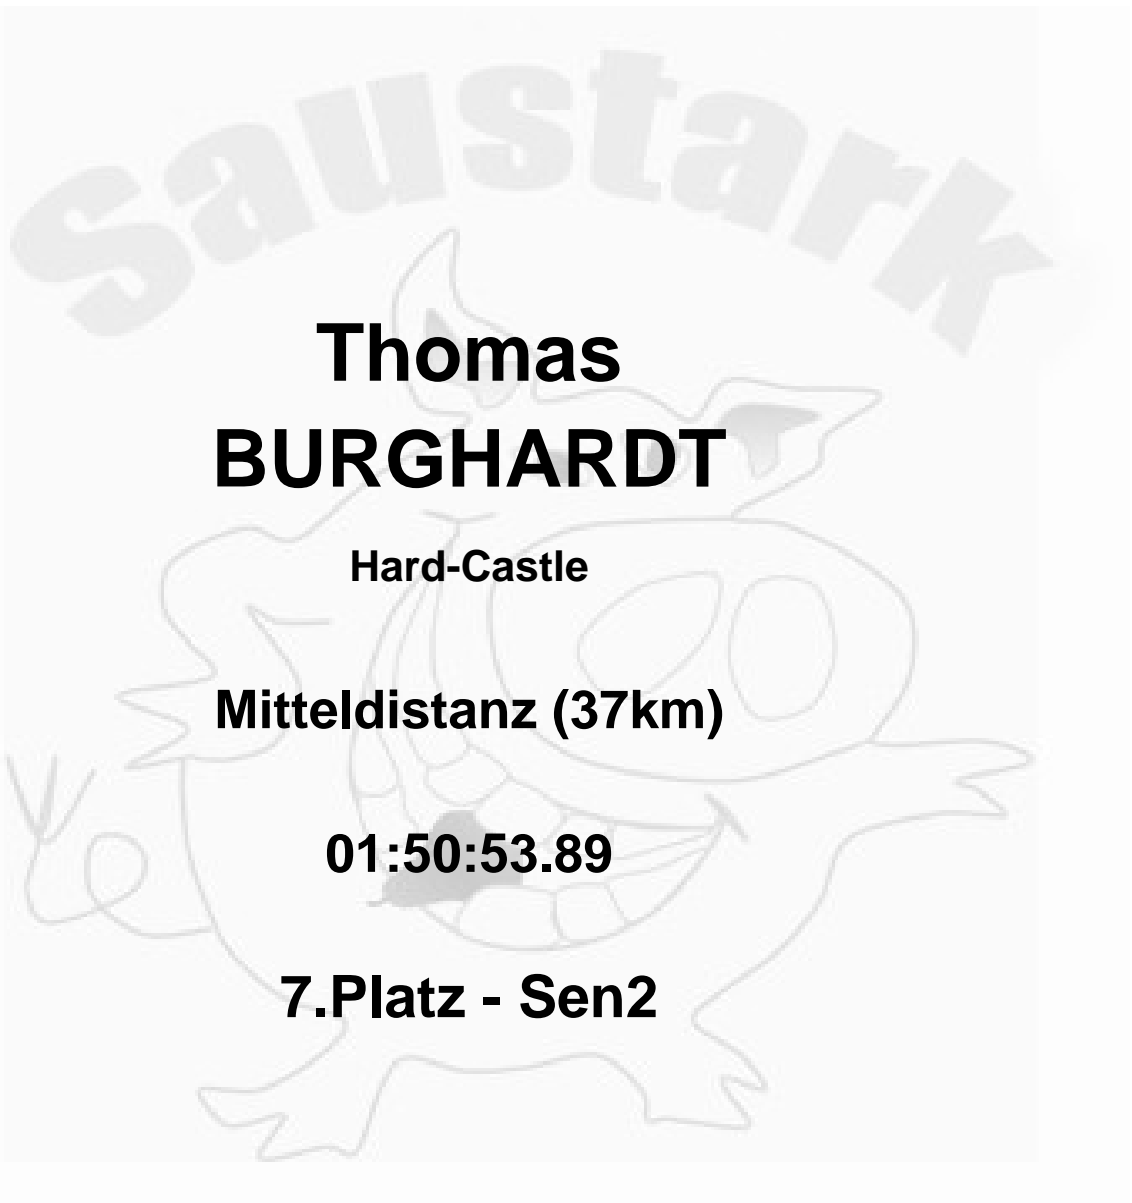 Saustark
Thomas
BURGHARDT
Hard-Castle
Mitteldistanz (37km)
01:50:53.89
7.Platz - Sen2